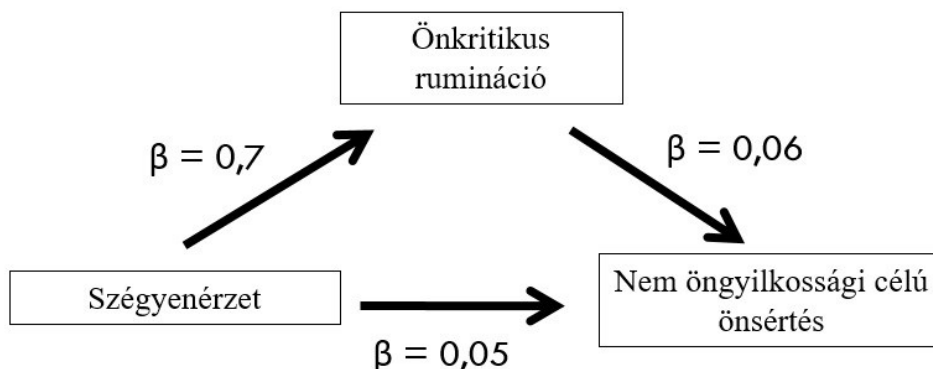 Önkritikus
rumináció
β = 0,7
β = 0,06
Szégyenérzet
Nem öngyilkossági célú
önsértés
β = 0,05